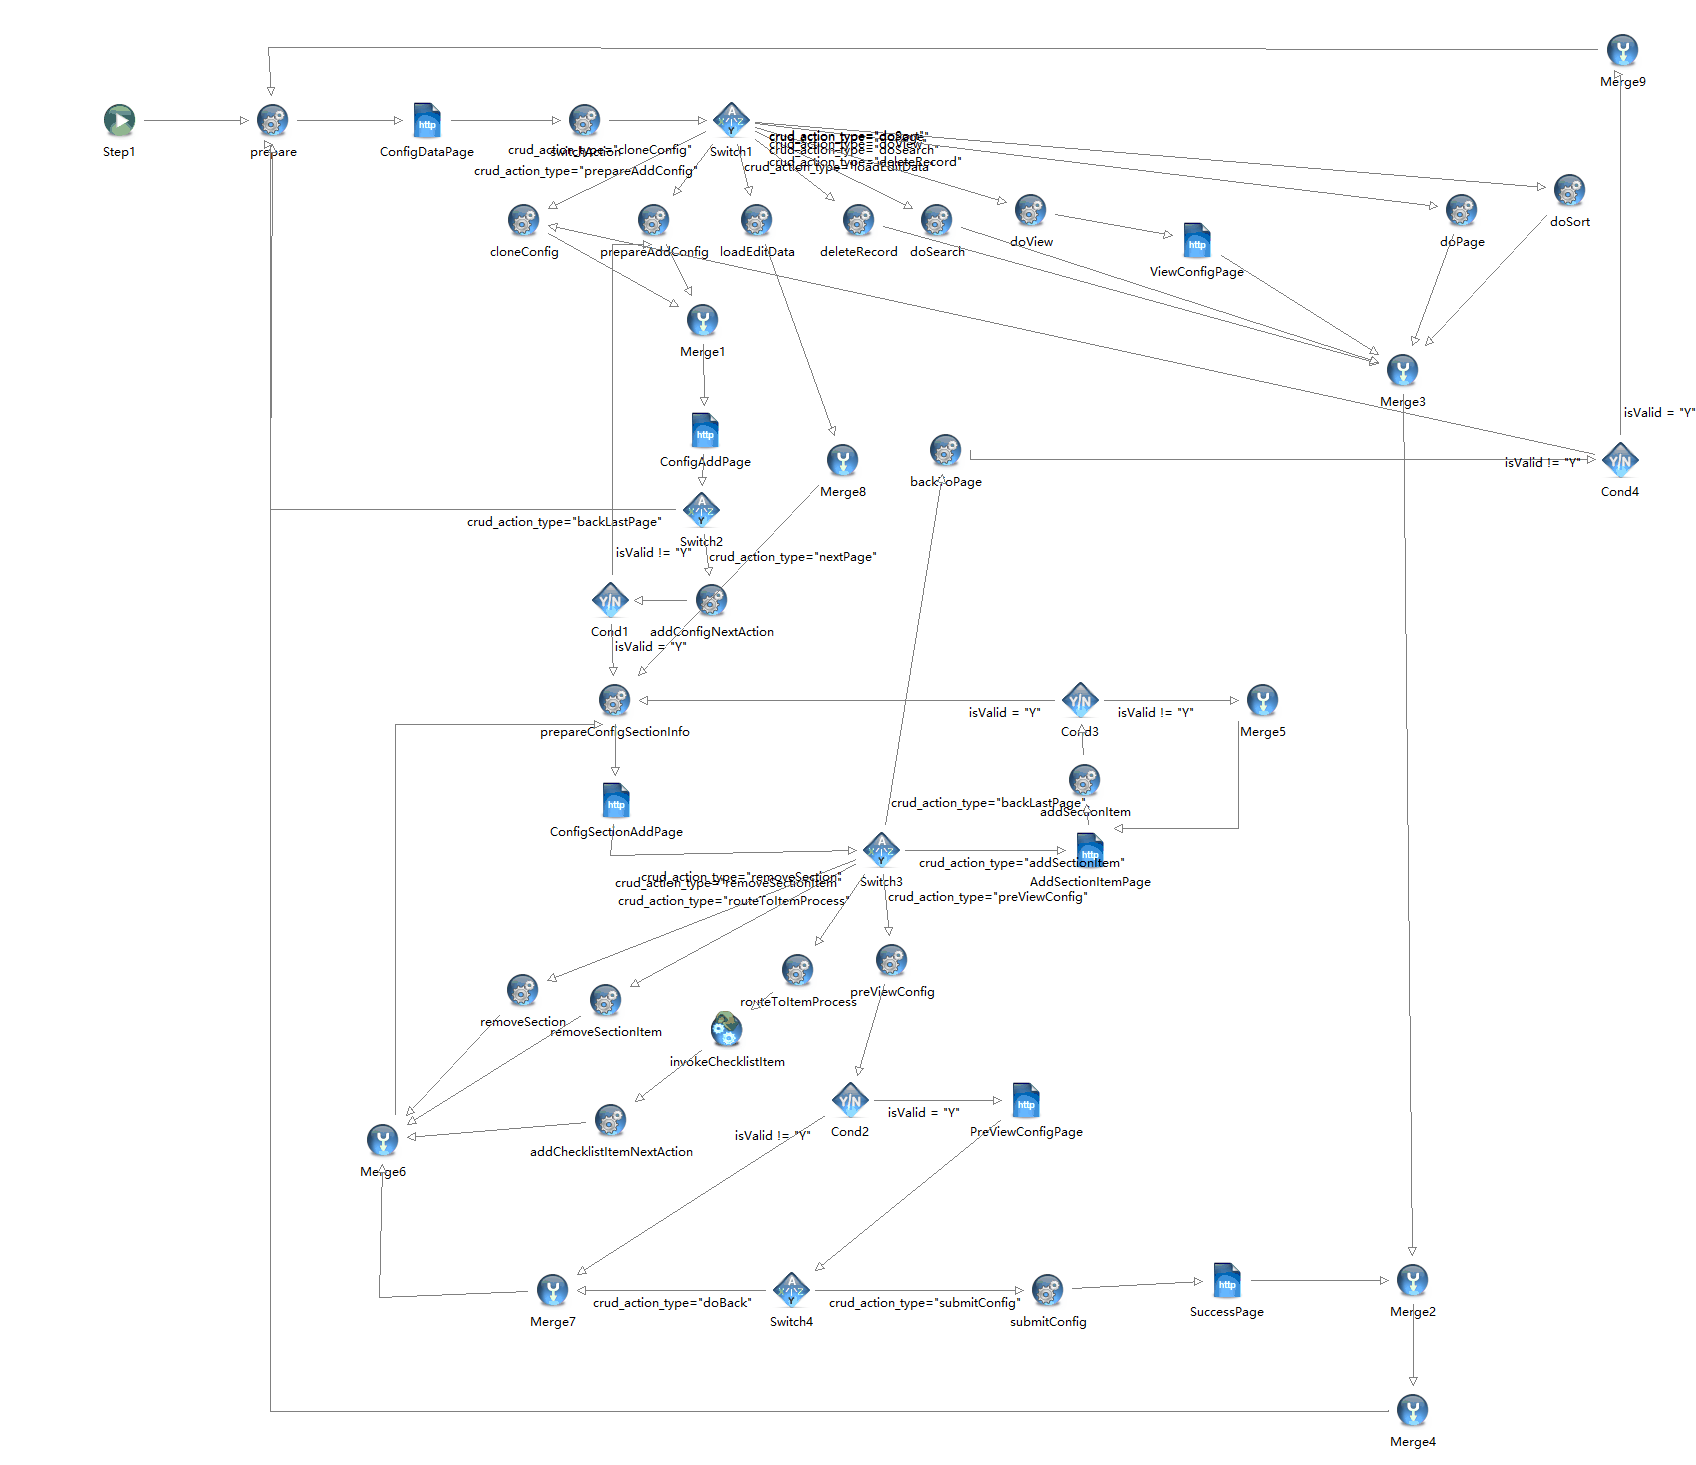 Merge9
Step1
prepare
ConfigDataPage
switchAction
Switch1
crud_action_type="cloneConfig"
crud_action_type="prepareAddConfig"
crud_action_type="doSort"
crud_action_type="doView"
crud_action_type="doSearch"
crud_action_type="deleteRecord"
crud_action_type="loadEditData"
cloneConfig
prepareAddConfig
loadEditData
deleteRecord
doSearch
doView
ViewConfigPage
doPage
doSort
Merge1
Merge3
isValid = "Y"
ConfigAddPage
Merge8
backToPage
isValid != "Y"
Cond4
crud_action_type="backLastPage"
Switch2
isValid != "Y"
crud_action_type="nextPage"
Cond1
addConfigNextAction
isValid = "Y"
prepareConfigSectionInfo
isValid = "Y"
Cond3
isValid != "Y"
Merge5
ConfigSectionAddPage
crud_action_type="backLastPage"
addSectionItem
crud_action_type="addSectionItem"
Switch3
AddSectionItemPage
crud_action_type="removeSection"
crud_action_type="removeSectionItem"
crud_action_type="routeToItemProcess"
crud_action_type="preViewConfig"
removeSection
removeSectionItem
routeToItemProcess
preViewConfig
invokeChecklistItem
isValid = "Y"
Cond2
PreViewConfigPage
isValid != "Y"
addChecklistItemNextAction
Merge6
crud_action_type="doBack"
crud_action_type="submitConfig"
Merge7
Switch4
submitConfig
SuccessPage
Merge2
Merge4